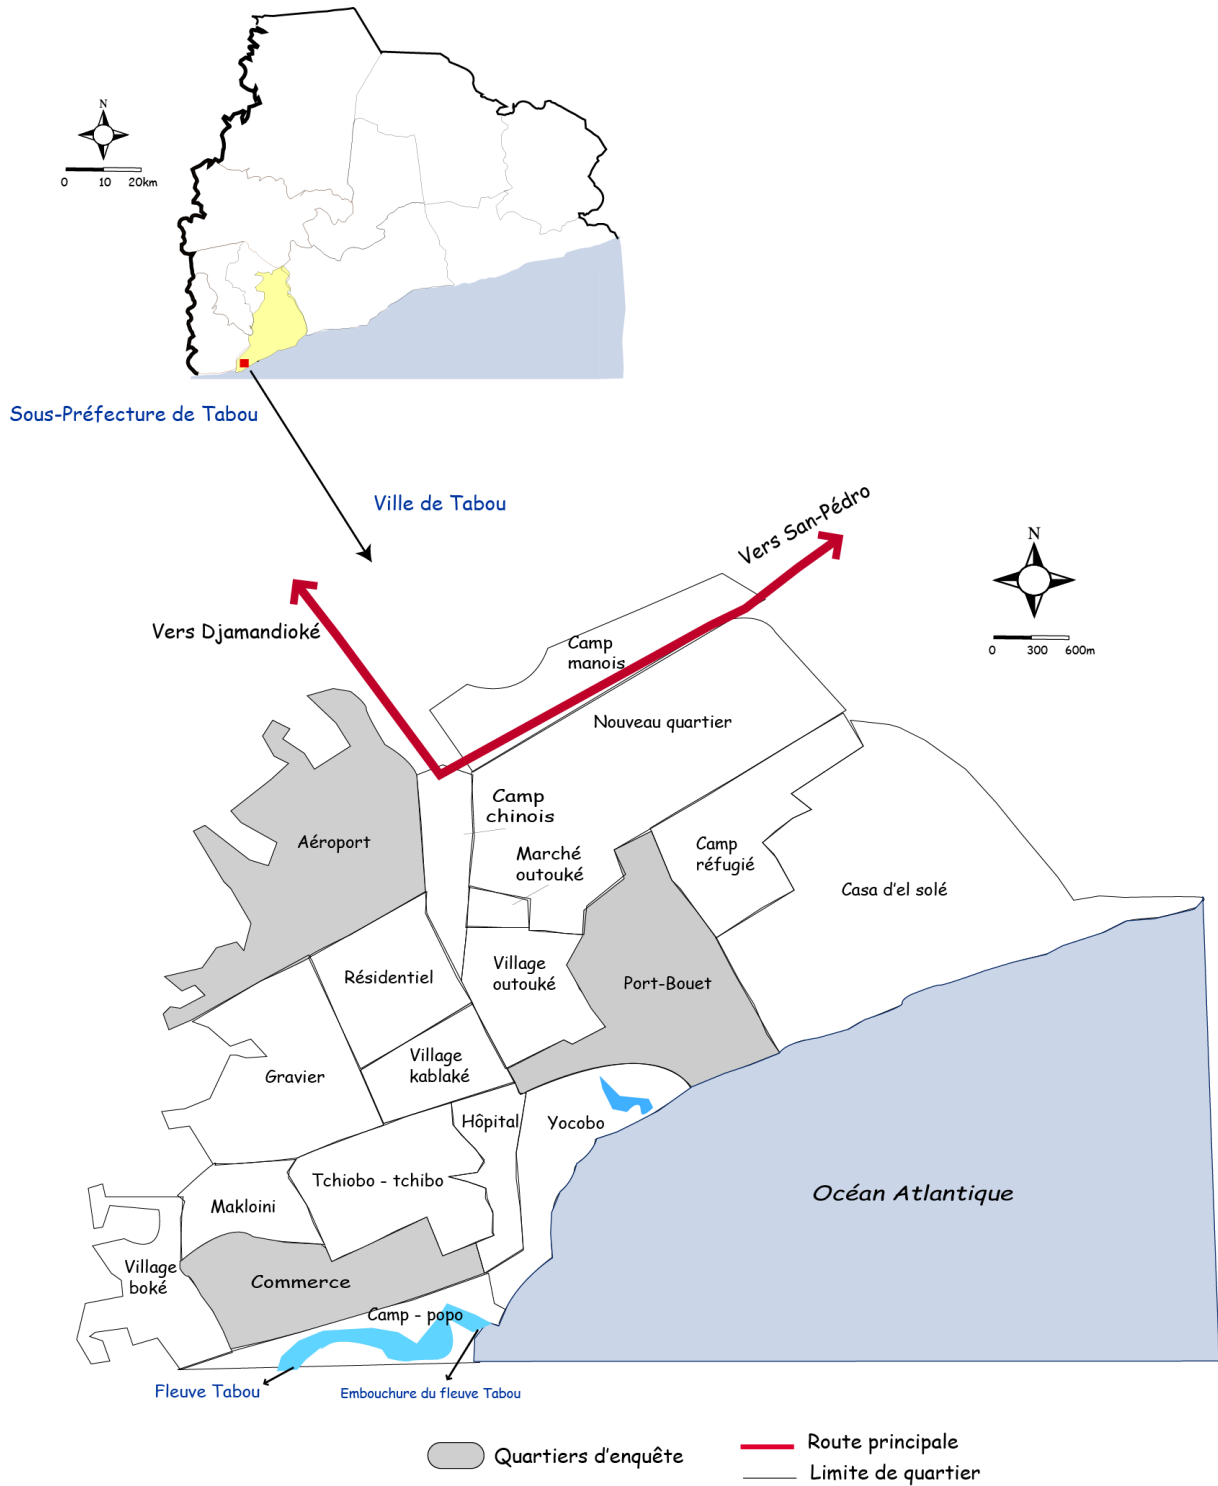 N
0 10 20km
Sous-Préfecture de Tabou
Ville de Tabou
Vers San-Pédro
N
0 300 600m
Vers Djamandioké
Camp
manois
Nouveau quartier
Camp
chinois
Aéroport
Marché
outouké
Camp
réfugié
Casa d'el solé
Résidentiel
Village
outouké
Port-Bouet
Village
kablaké
Gravier
Hôpital
Yocobo
Tchiobo - tchibo
Makloini
Océan Atlantique
Village
boké
Commerce
Camp - popo
Fleuve Tabou
Embouchure du fleuve Tabou
Quartiers d'enquête
Route principale
Limite de quartier